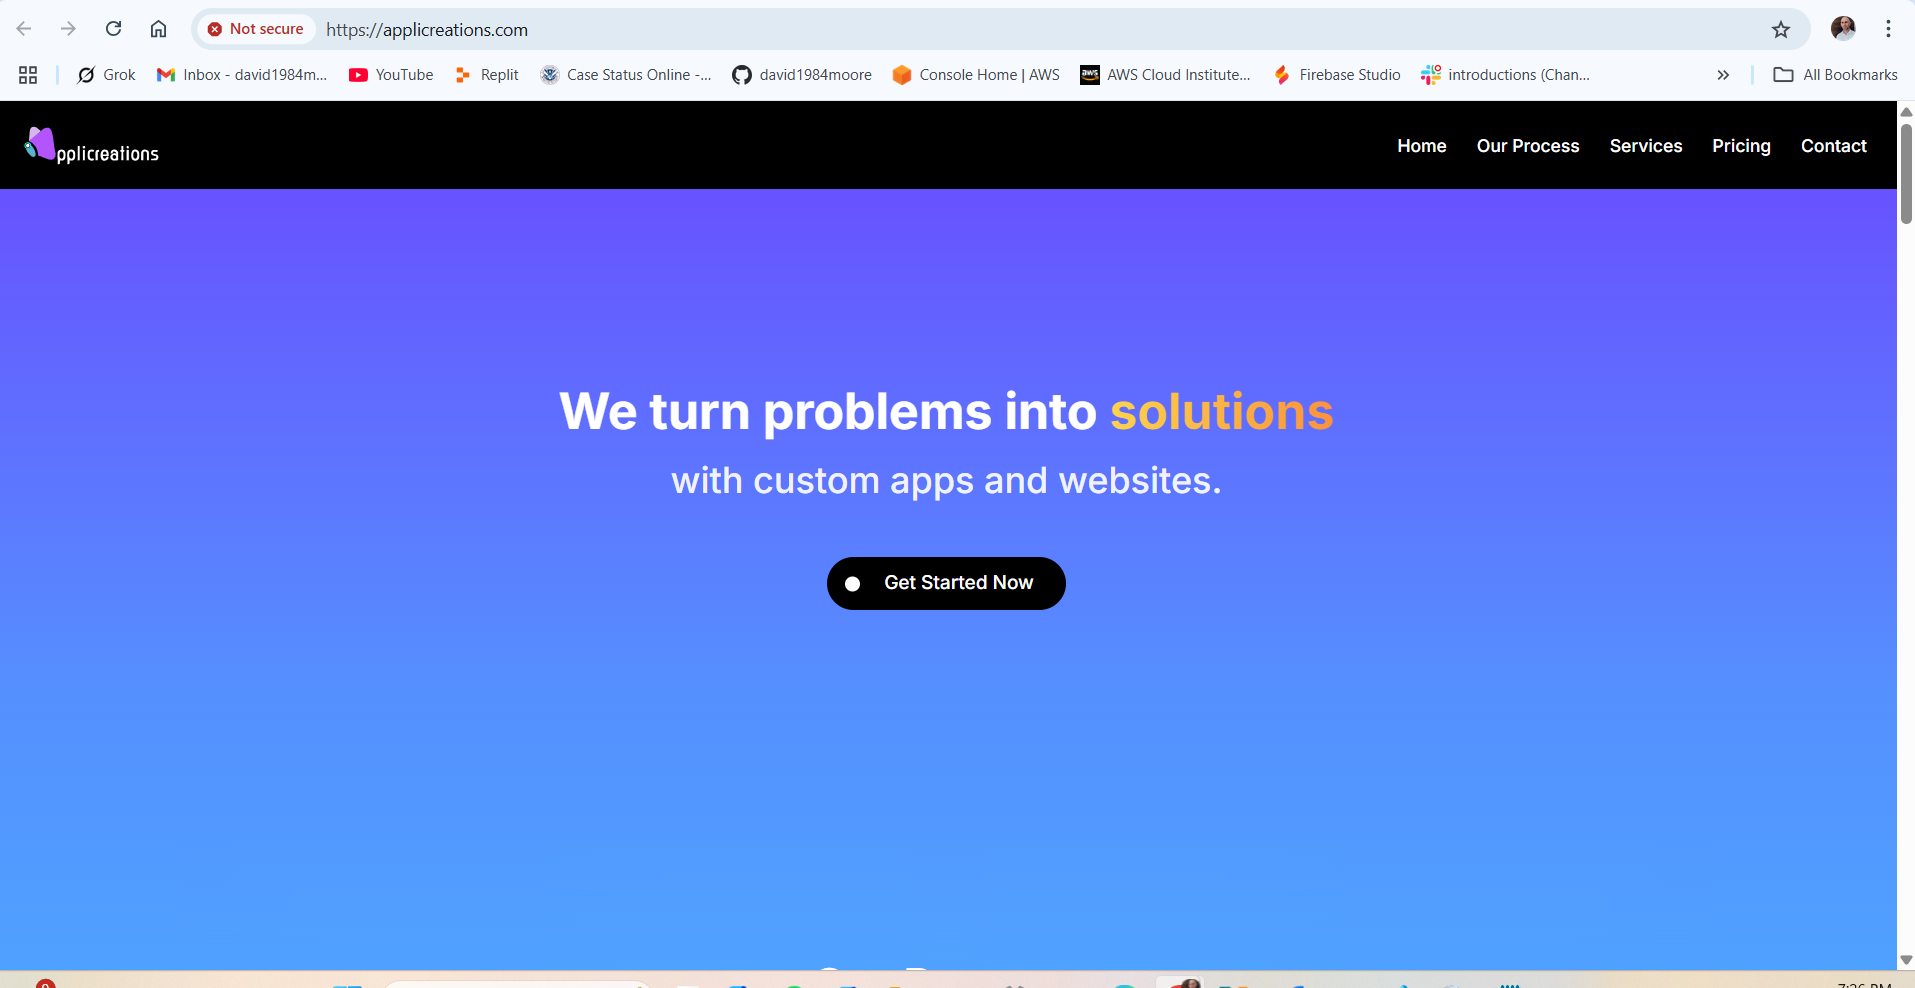 Not secure https://applicreations.com
Grok Inbox - david1984m... YouTube Replit Case Status Online -... david1984moore Console Home | AWS AWS Cloud Institute... Firebase Studio introductions (Chan... » All Bookmarks
pplicreations Home Our Process Services Pricing Contact
We turn problems into solutions
with custom apps and websites.
Get Started Now